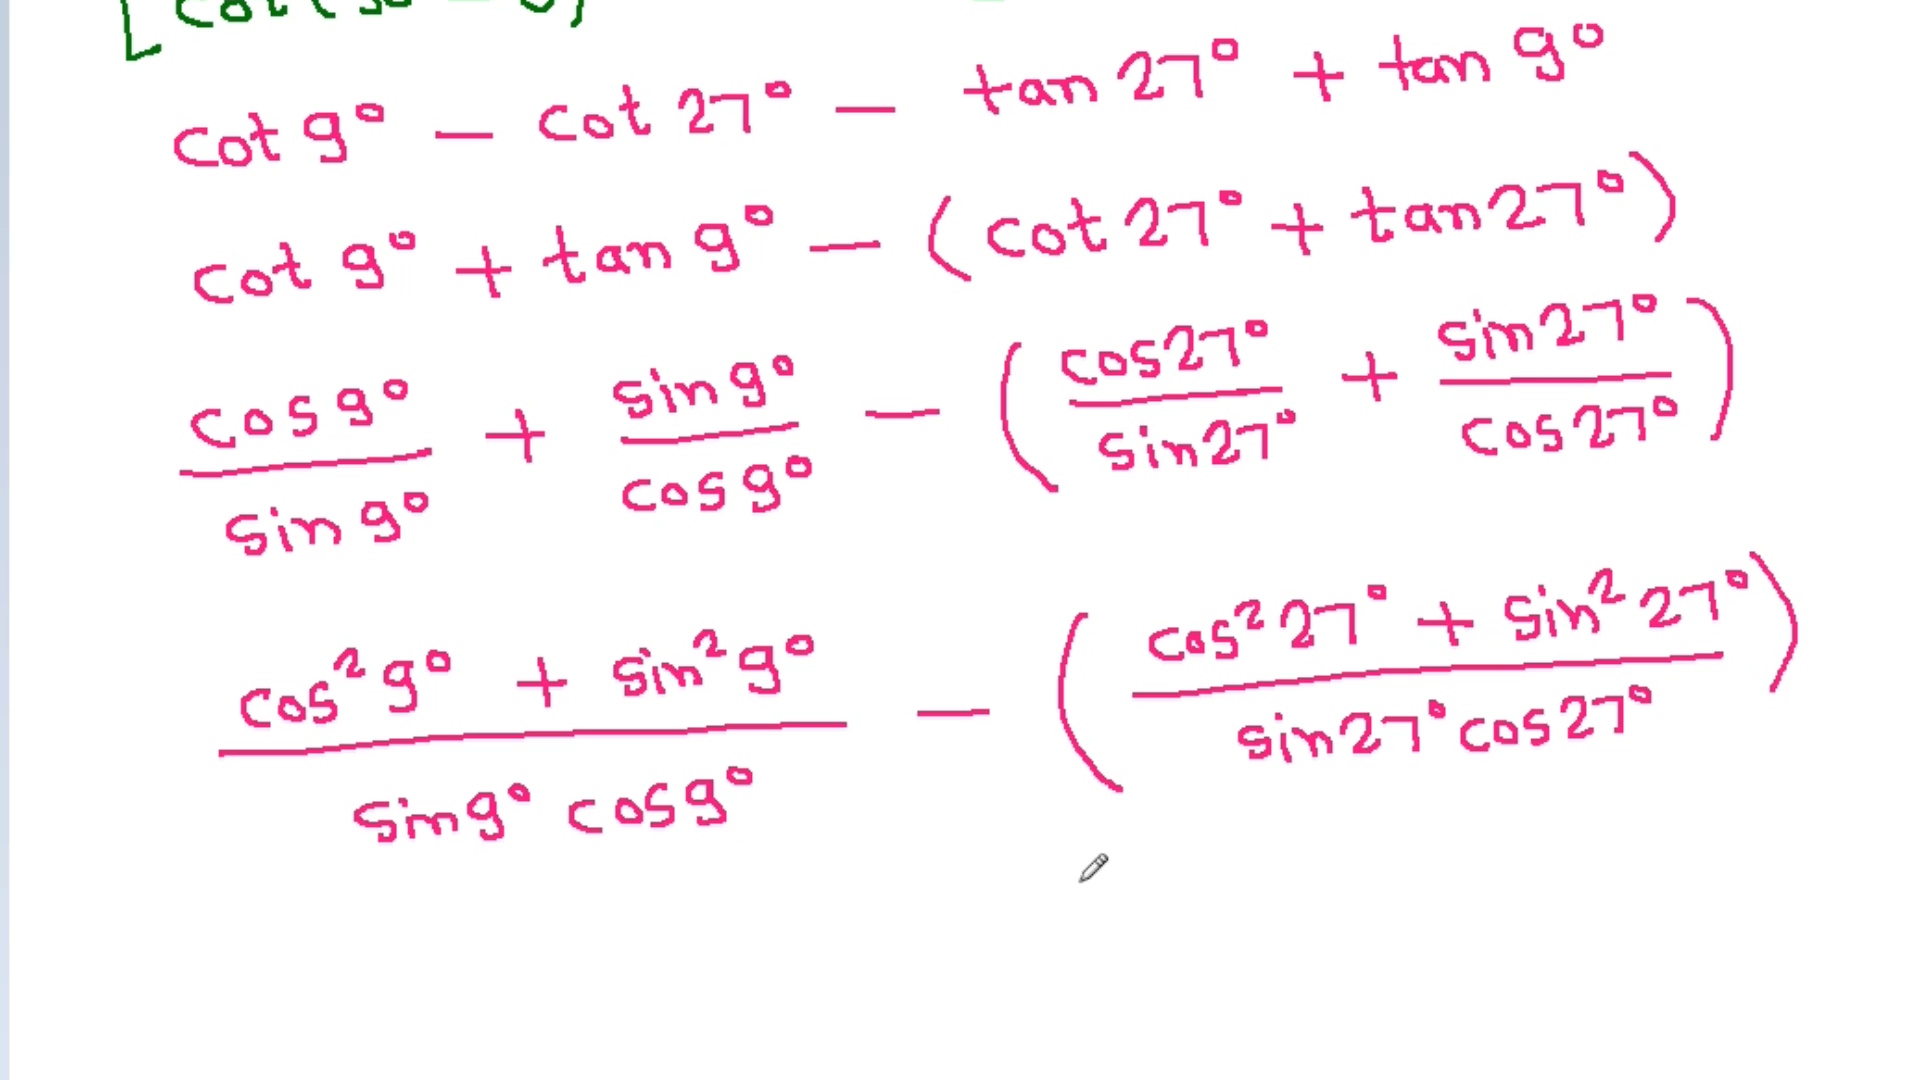 cot 9° − cot 27° − tan 27° + tan 9°
cot 9° + tan 9° − (cot 27° + tan 27°)
cos 9° / sin 9° + sin 9° / cos 9° − (cos 27° / sin 27° + sin 27° / cos 27°)
cos² 9° + sin² 9° / sin 9° cos 9° − (cos² 27° + sin² 27° / sin 27° cos 27°)